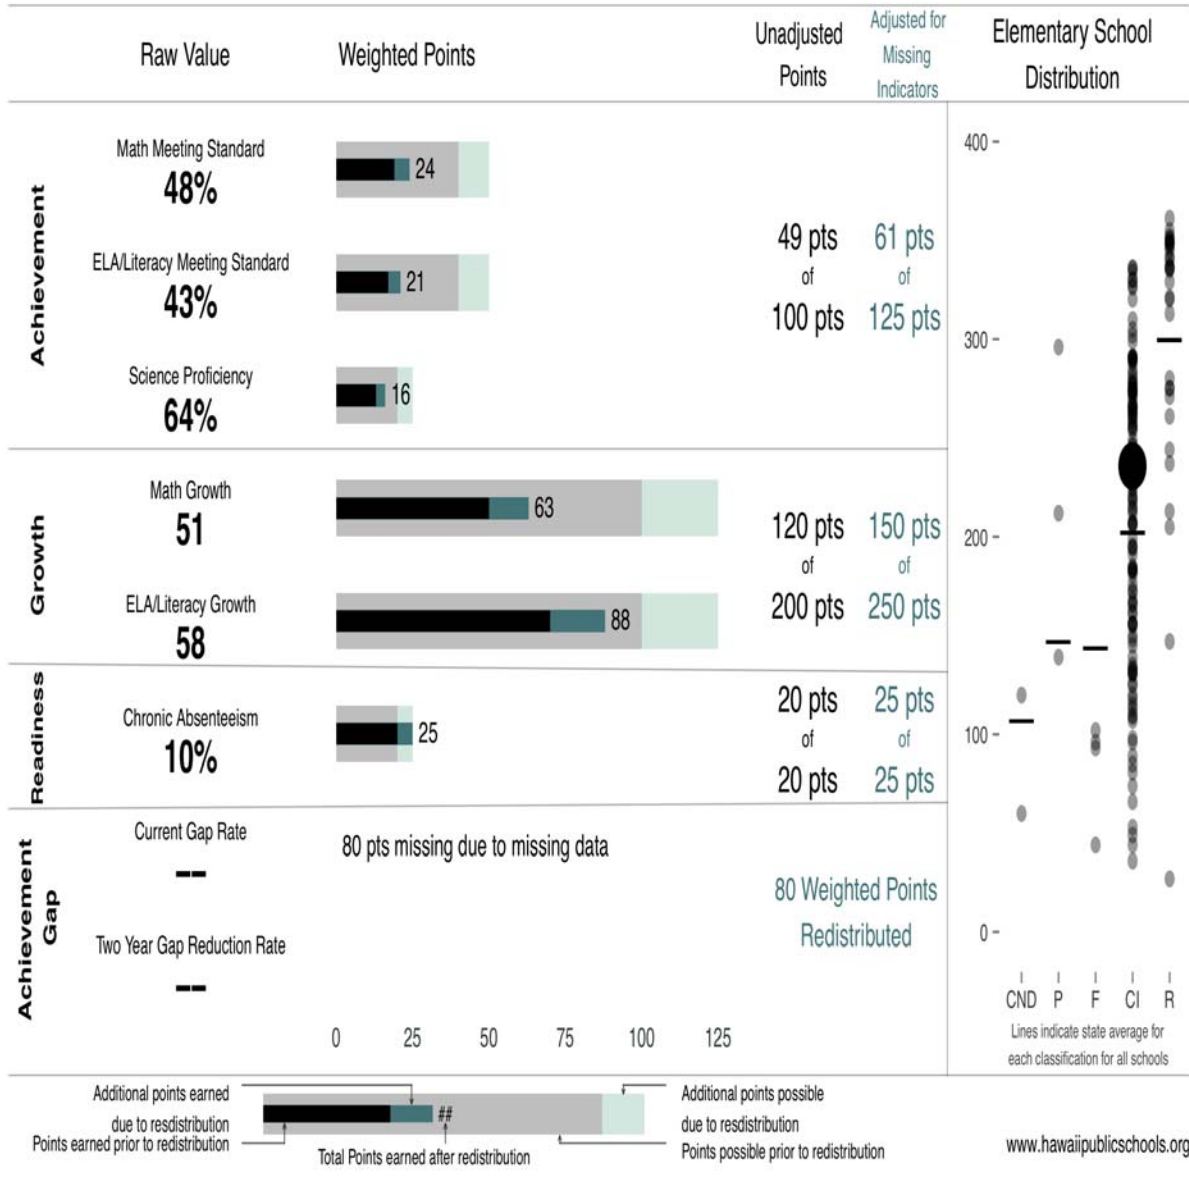 Raw Value
Weighted Points
Unadjusted
Points
Adjusted for
Missing
Indicators
Elementary School
Distribution
Achievement
Math Meeting Standard
48%
24
ELA/Literacy Meeting Standard
43%
21
Science Proficiency
64%
16
49 pts
of
100 pts
61 pts
of
125 pts
Growth
Math Growth
51
63
ELA/Literacy Growth
58
88
120 pts
of
200 pts
150 pts
of
250 pts
Readiness
Chronic Absenteeism
10%
25
20 pts
of
20 pts
25 pts
of
25 pts
Achievement
Gap
Current Gap Rate
--
Two Year Gap Reduction Rate
--
80 pts missing due to missing data
80 Weighted Points
Redistributed
0 25 50 75 100 125
400
300
200
100
0
CND P F CI R
Lines indicate state average for
each classification for all schools
Additional points earned
due to resdistribution
Points earned prior to redistribution
##
Total Points earned after redistribution
Additional points possible
due to resdistribution
Points possible prior to redistribution
www.hawaiipublicschools.org